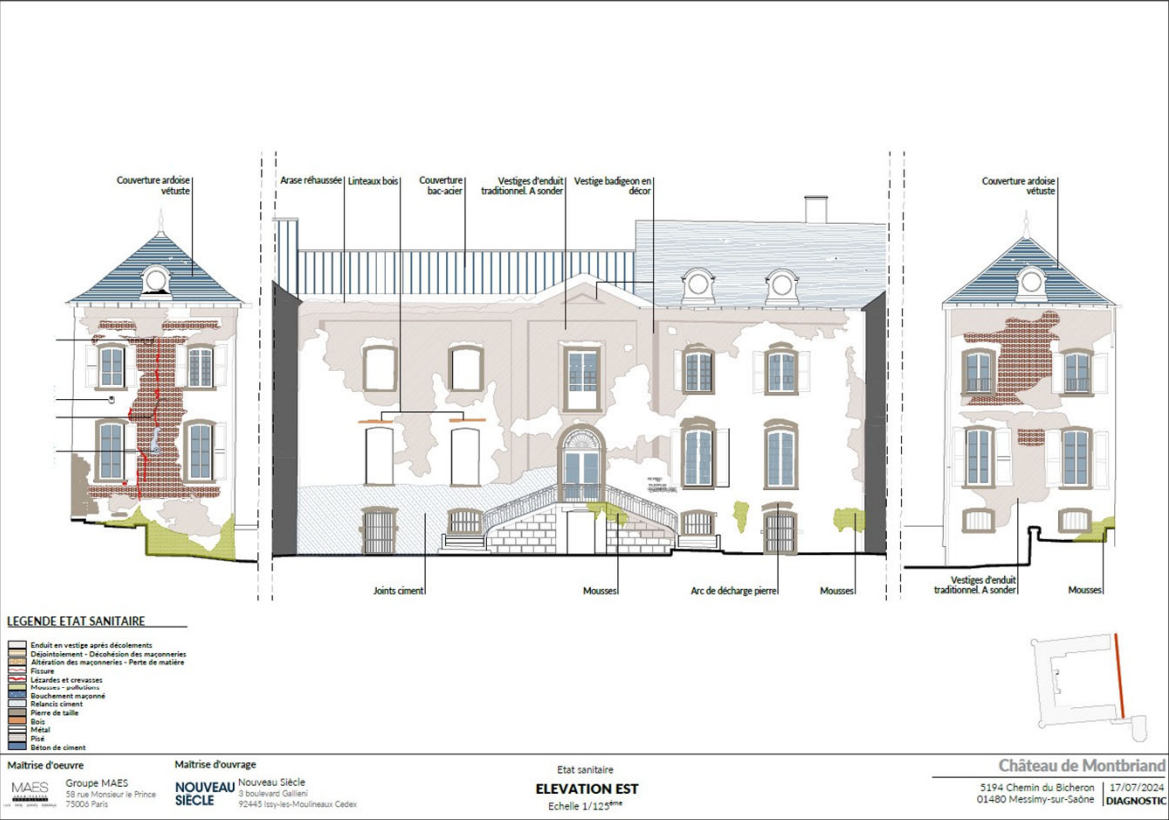 Couverture ardoise
vétuste
Arase réhaussée
Linteaux bois
Couverture
bac-acier
Vestiges d'enduit
traditionnel. A sonder
Vestige badigeon en
décor
Couverture ardoise
vétuste
Joints ciment
Mousses
Arc de décharge pierre
Mousses
Vestiges d'enduit
traditionnel. A sonder
Mousses
LEGENDE ETAT SANITAIRE
Enduit en vestige après décolements
Déjointoiement - Décohésion des maçonneries
Altération des maçonneries - Perte de matière
Fissure
Lézardes et crevasses
Mousses - pollutions
Bouchement maçonné
Relancis ciment
Pierre de taille
Bois
Métal
Pisé
Béton de ciment
Maîtrise d'oeuvre
MAES
Groupe MAES
58 rue Monsieur le Prince
75006 Paris
Maîtrise d'ouvrage
NOUVEAU
SIÈCLE
Nouveau Siècle
3 boulevard Gallieni
92445 Issy-les-Moulineaux Cedex
Etat sanitaire
ELEVATION EST
Echelle 1/125ème
Château de Montbriand
5194 Chemin du Bicheron
01480 Messimy-sur-Saône
17/07/2024
DIAGNOSTIC